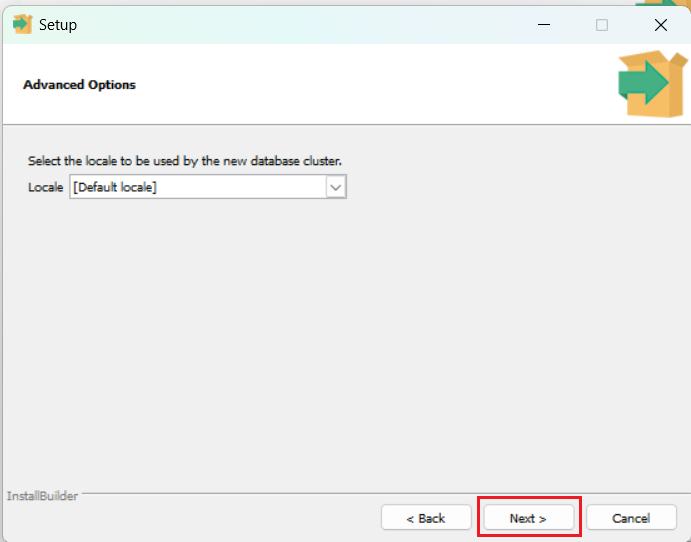 Setup
Advanced Options
Select the locale to be used by the new database cluster.
Locale [Default locale]
InstallBuilder
< Back Next > Cancel